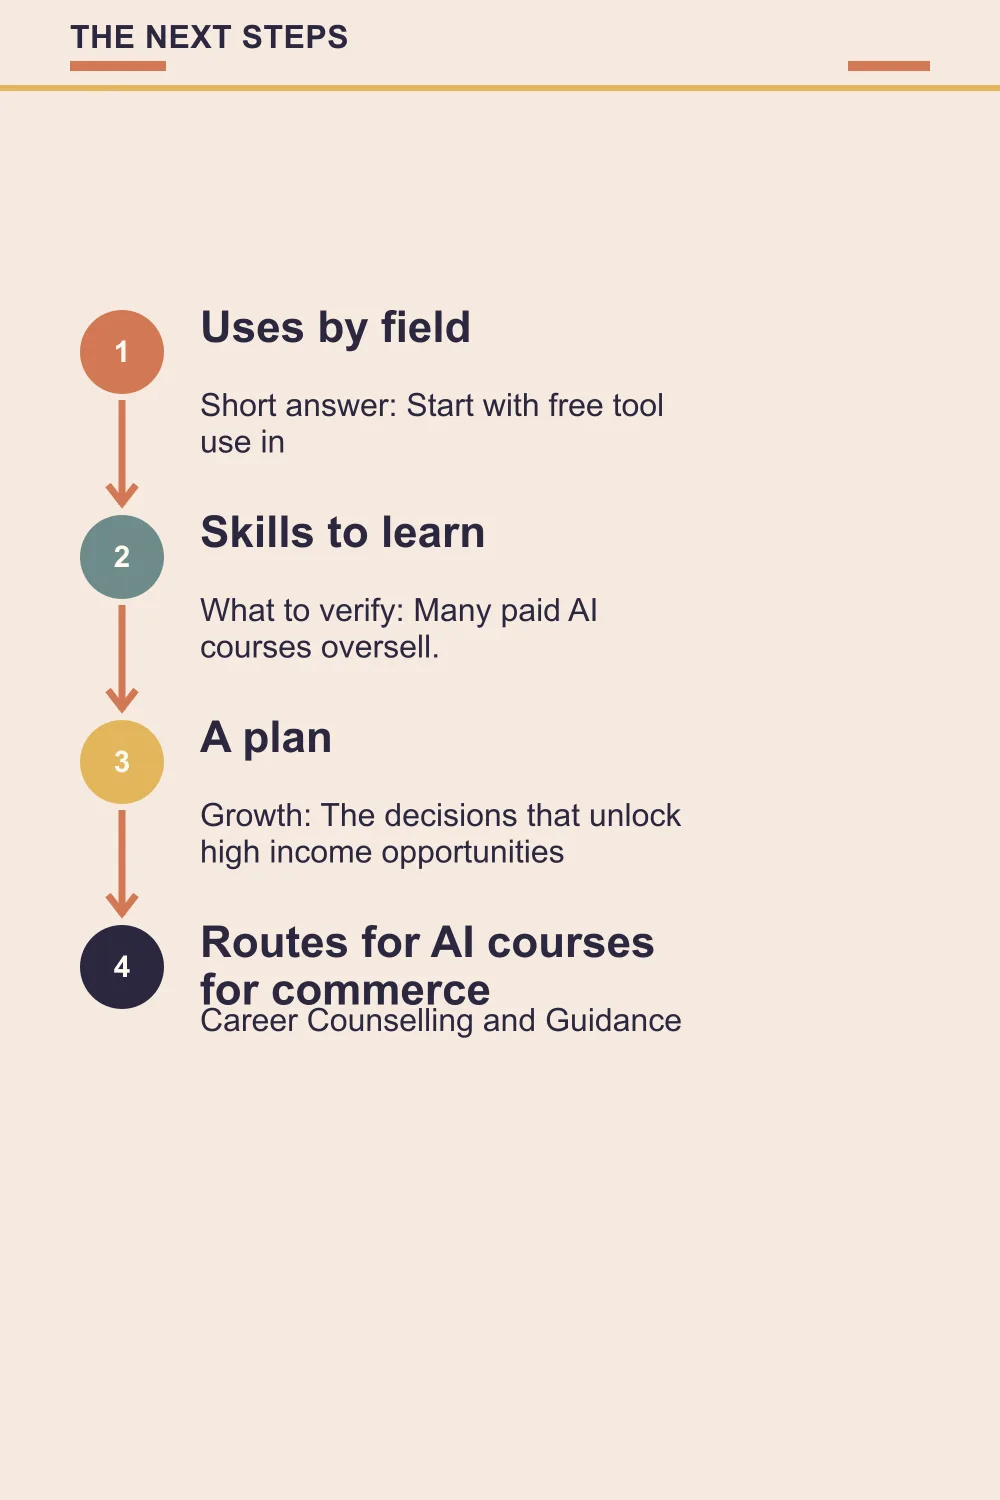 THE NEXT STEPS
1
Uses by field
Short answer: Start with free tool
use in
2
Skills to learn
What to verify: Many paid AI
courses oversell.
3
A plan
Growth: The decisions that unlock
high income opportunities
4
Routes for AI courses
for commerce
Career Counselling and Guidance